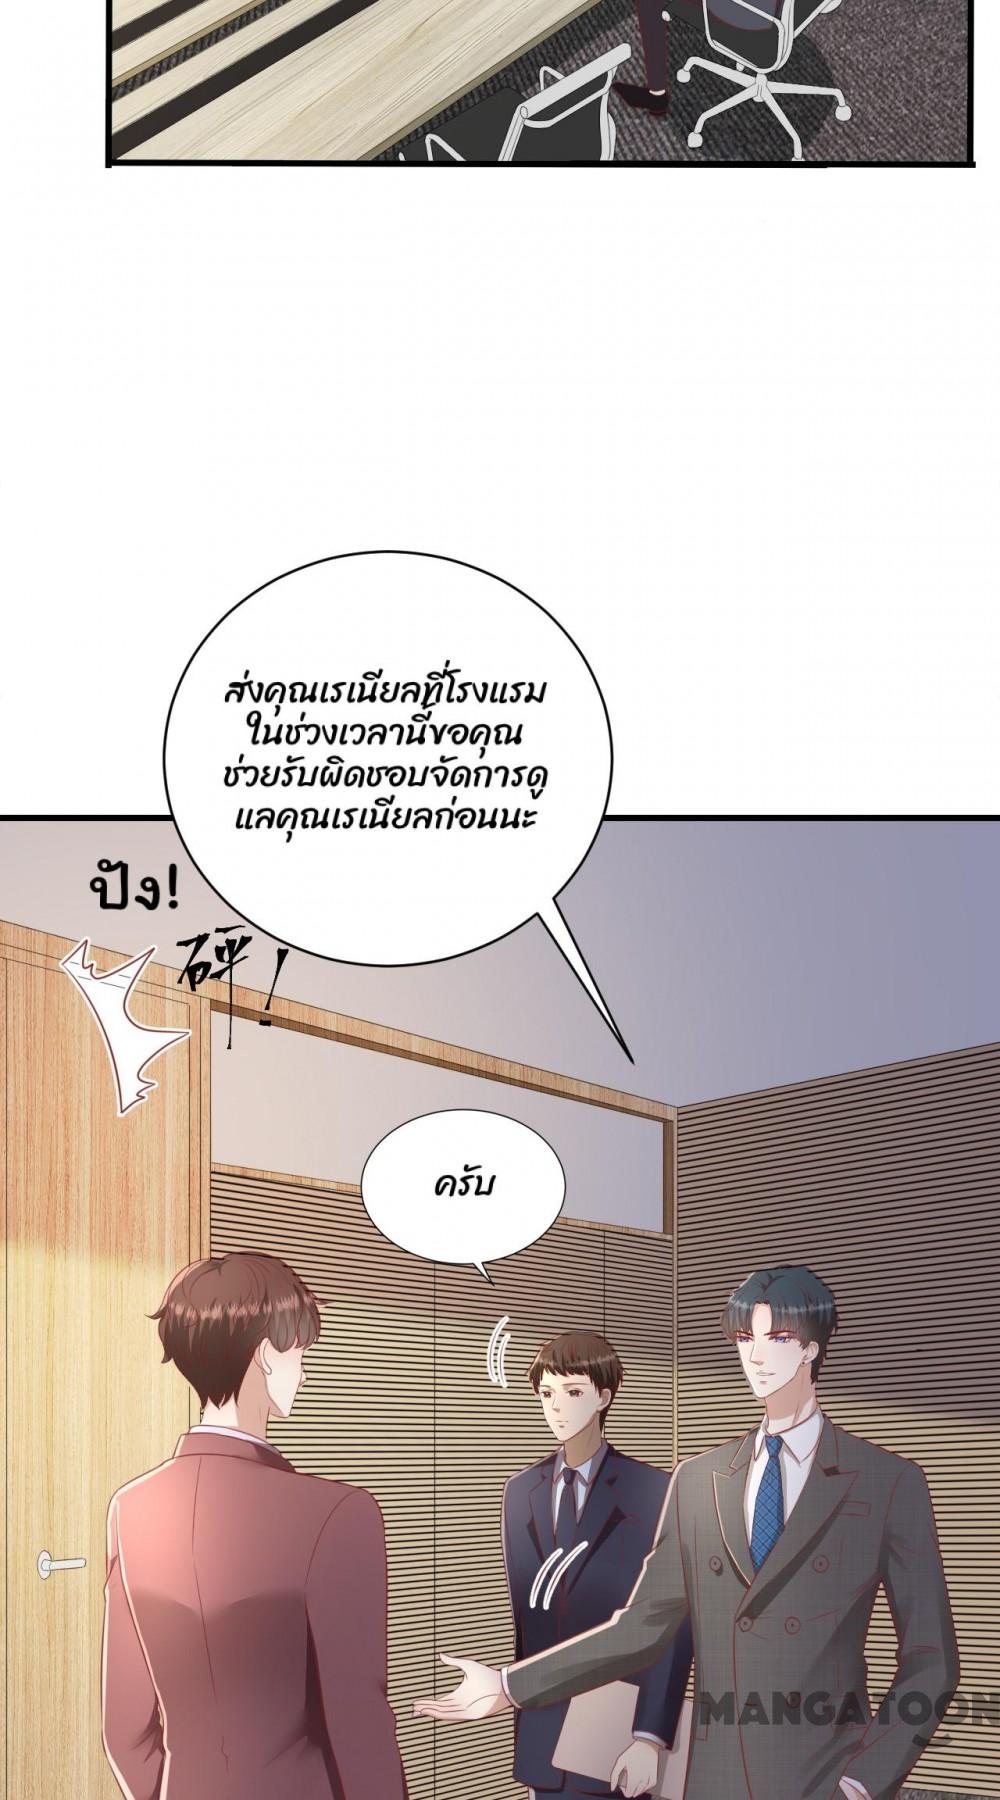 ส่งคุณเรเนียลที่โรงแรม
ในช่วงเวลานี้ขอคุณ
ช่วยรับผิดชอบจัดการดู
แลคุณเรเนียลก่อนนะ
ปัง!
砰!
ครับ
MANGATOON